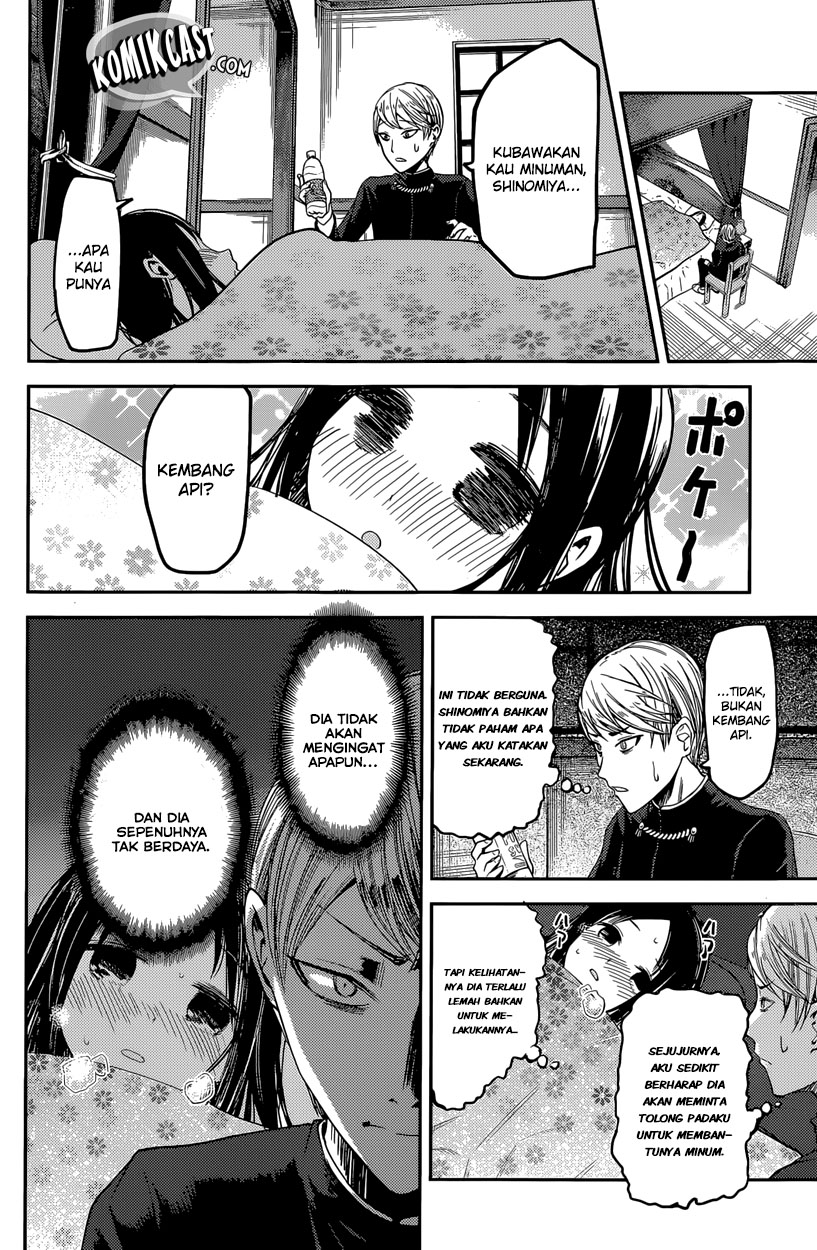 KOMIKCAST
.COM
KUBAWAKAN
KAU MINUMAN,
SHINOMIYA...
...APA
KAU
PUNYA
KEMBANG
API?
ポケー
...TIDAK,
BUKAN
KEMBANG
API.
INI TIDAK BERGUNA.
SHINOMIYA BAHKAN
TIDAK PAHAM APA
YANG AKU KATAKAN
SEKARANG.
TAPI KELIHATAN-
NYA DIA TERLALU
LEMAH BAHKAN
UNTUK ME-
LAKUKANNYA...
SEJUJURNYA,
AKU SEDIKIT
BERHARAP DIA
AKAN MEMINTA
TOLONG PADAKU
UNTUK MEMBAN-
TUNYA MINUM.
DIA TIDAK
AKAN
MENGINGAT
APAPUN...
DAN DIA
SEPENUHNYA
TAK BERDAYA.